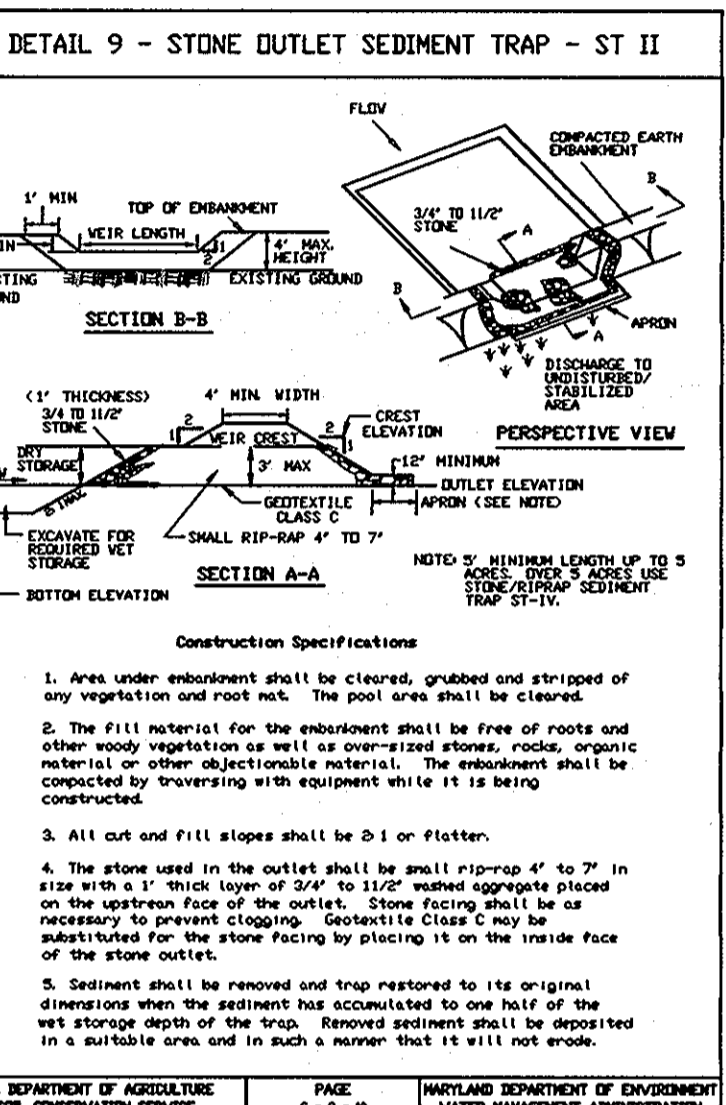 DETAIL 9 - STONE OUTLET SEDIMENT TRAP - ST II
FLOW
COMPACTED EARTH
EMBANKMENT
B
3/4" TO 11/2"
STONE
A
B
A
APRON
DISCHARGE TO
UNDISTURBED/
STABILIZED
AREA
PERSPECTIVE VIEW
1' MIN
TOP OF EMBANKMENT
WEIR LENGTH
1
2
4' MAX.
HEIGHT
EXISTING GROUND
SECTION B-B
(1' THICKNESS)
3/4 TO 11/2"
STONE
4' MIN. WIDTH
2
1
2
1
CREST
ELEVATION
WEIR CREST
DRY
STORAGE
3' MAX
12" MINIMUM
OUTLET ELEVATION
APRON (SEE NOTE)
GEOTEXTILE
CLASS C
SMALL RIP-RAP 4" TO 7"
EXCAVATE FOR
REQUIRED WET
STORAGE
SECTION A-A
BOTTOM ELEVATION
NOTE: 5' MINIMUM LENGTH UP TO 5
ACRES. OVER 5 ACRES USE
STONE/RIPRAP SEDIMENT
TRAP ST-IV.
Construction Specifications
1. Area under embankment shall be cleared, grubbed and stripped of
any vegetation and root mat. The pool area shall be cleared.
2. The fill material for the embankment shall be free of roots and
other woody vegetation as well as over-sized stones, rocks, organic
material or other objectionable material. The embankment shall be
compacted by traversing with equipment while it is being
constructed.
3. All cut and fill slopes shall be 2:1 or flatter.
4. The stone used in the outlet shall be small rip-rap 4" to 7" in
size with a 1' thick layer of 3/4" to 11/2" washed aggregate placed
on the upstream face of the outlet. Stone facing shall be as
necessary to prevent clogging. Geotextile Class C may be
substituted for the stone facing by placing it on the inside face
of the stone outlet.
5. Sediment shall be removed and trap restored to its original
dimensions when the sediment has accumulated to one half of the
wet storage depth of the trap. Removed sediment shall be deposited
in a suitable area and in such a manner that it will not erode.
DEPARTMENT OF AGRICULTURE
PAGE
MARYLAND DEPARTMENT OF ENVIRONMENT
CONSERVATION SERVICE
WATER MANAGEMENT ADMINISTRATION